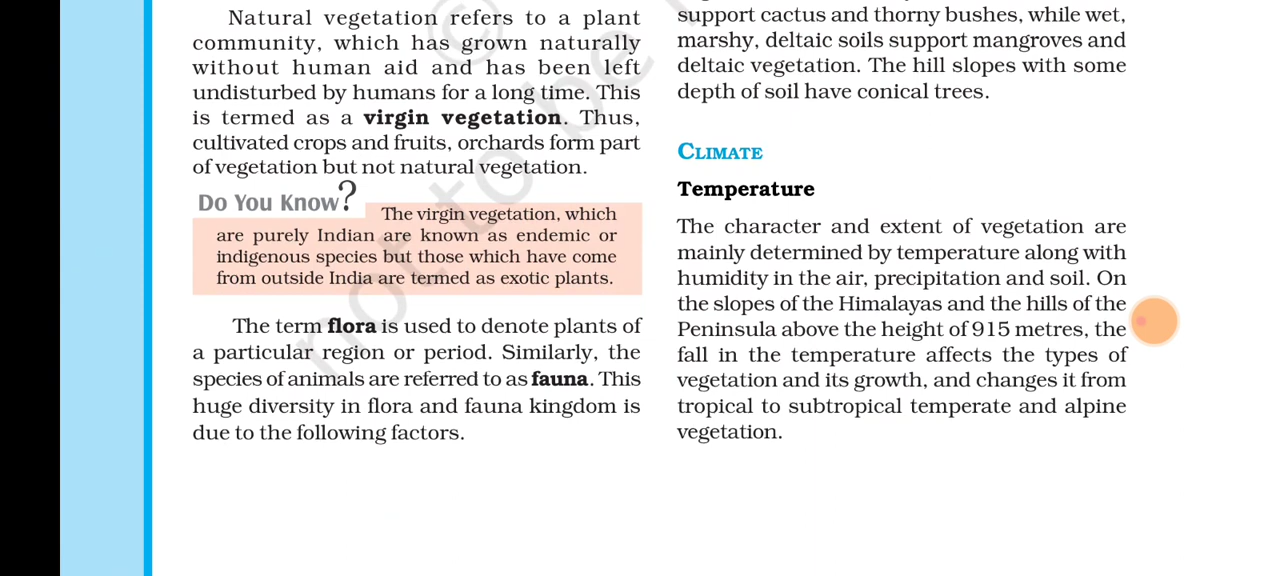 Natural vegetation refers to a plant
community, which has grown naturally
without human aid and has been left
undisturbed by humans for a long time. This
is termed as a virgin vegetation. Thus,
cultivated crops and fruits, orchards form part
of vegetation but not natural vegetation.
Do You Know?
The virgin vegetation, which
are purely Indian are known as endemic or
indigenous species but those which have come
from outside India are termed as exotic plants.
The term flora is used to denote plants of
a particular region or period. Similarly, the
species of animals are referred to as fauna. This
huge diversity in flora and fauna kingdom is
due to the following factors.
support cactus and thorny bushes, while wet,
marshy, deltaic soils support mangroves and
deltaic vegetation. The hill slopes with some
depth of soil have conical trees.
CLIMATE
Temperature
The character and extent of vegetation are
mainly determined by temperature along with
humidity in the air, precipitation and soil. On
the slopes of the Himalayas and the hills of the
Peninsula above the height of 915 metres, the
fall in the temperature affects the types of
vegetation and its growth, and changes it from
tropical to subtropical temperate and alpine
vegetation.
©
not to be